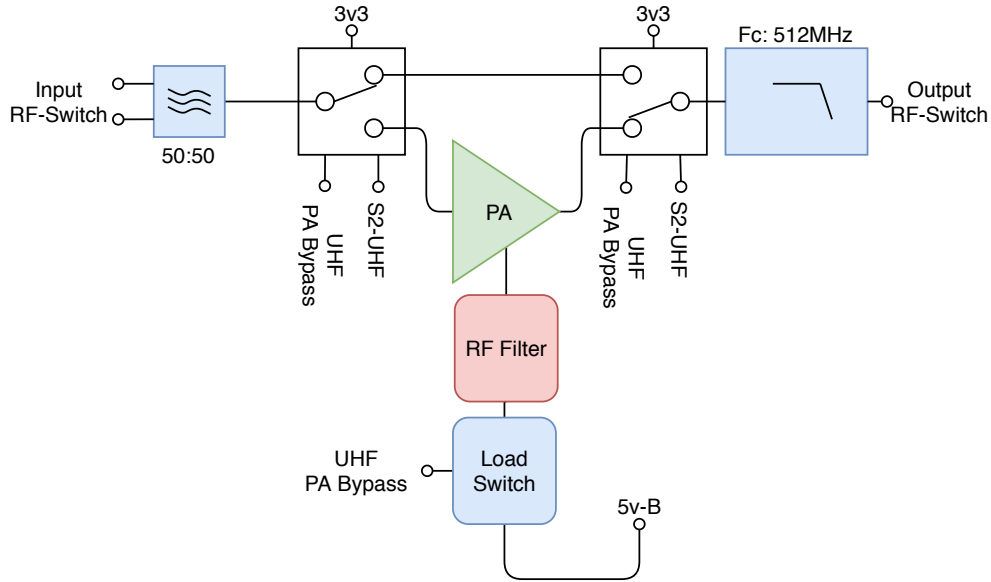 3v3
3v3
Fc: 512MHz
Input
RF-Switch
Output
RF-Switch
50:50
UHF
PA Bypass
S2-UHF
PA
UHF
PA Bypass
S2-UHF
RF Filter
UHF
PA Bypass
Load
Switch
5v-B